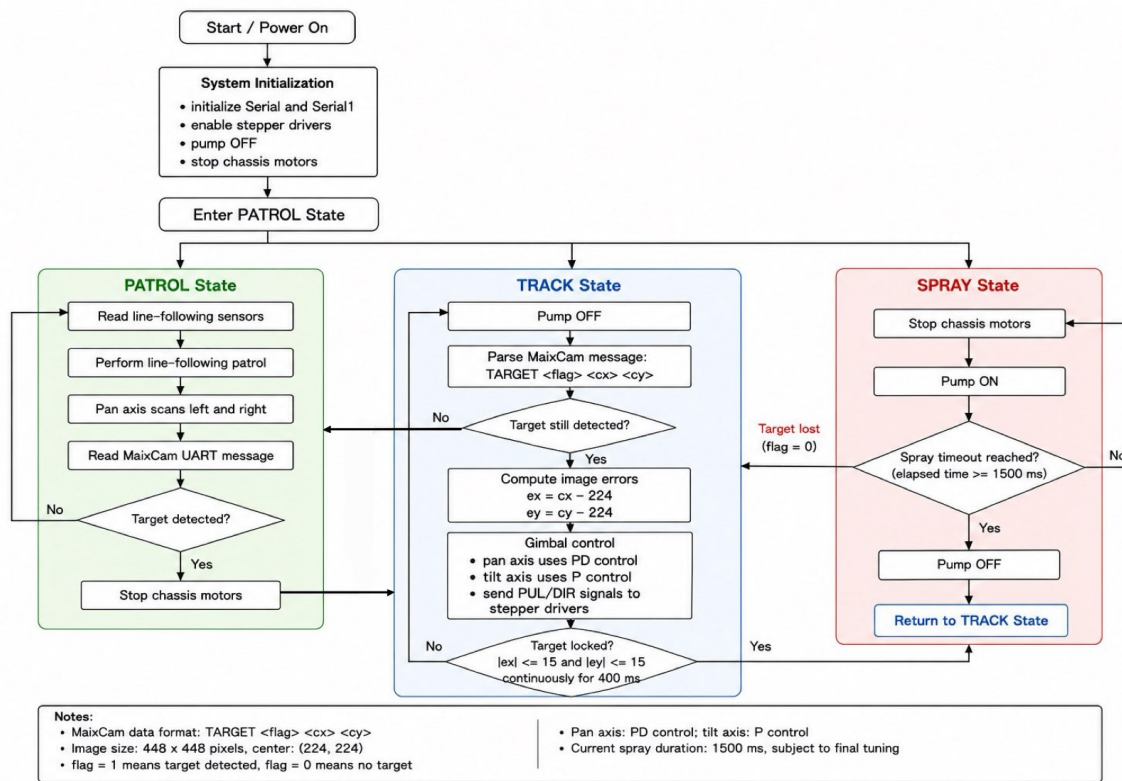 Start / Power On
System Initialization
• initialize Serial and Serial1
• enable stepper drivers
• pump OFF
• stop chassis motors
Enter PATROL State
PATROL State
Read line-following sensors
Perform line-following patrol
Pan axis scans left and right
Read MaixCam UART message
Target detected?
No
Yes
Stop chassis motors
TRACK State
Pump OFF
Parse MaixCam message:
TARGET <flag> <cx> <cy>
Target still detected?
No
Yes
Compute image errors
ex = cx − 224
ey = cy − 224
Gimbal control
• pan axis uses PD control
• tilt axis uses P control
• send PUL/DIR signals to
stepper drivers
Target locked?
|ex| <= 15 and |ey| <= 15
continuously for 400 ms
No
Yes
SPRAY State
Stop chassis motors
Pump ON
Target lost
(flag = 0)
Spray timeout reached?
(elapsed time >= 1500 ms)
No
Yes
Pump OFF
Return to TRACK State
Notes:
• MaixCam data format: TARGET <flag> <cx> <cy>
• Image size: 448 x 448 pixels, center: (224, 224)
• flag = 1 means target detected, flag = 0 means no target
• Pan axis: PD control; tilt axis: P control
• Current spray duration: 1500 ms, subject to final tuning